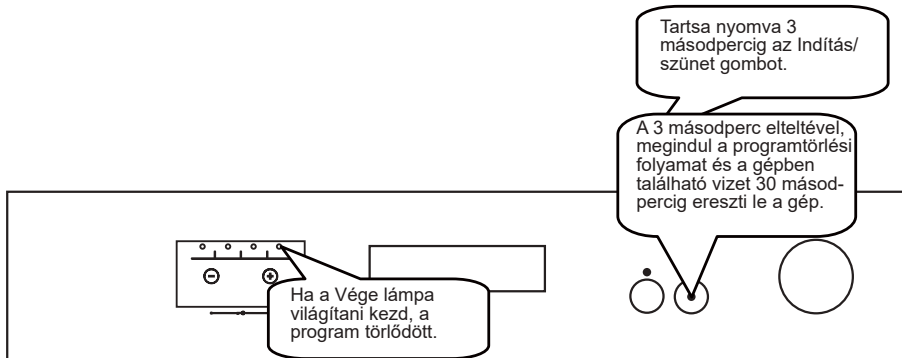 Tartsa nyomva 3
másodpercig az Indítás/
szünet gombot.
A 3 másodperc elteltével,
megindul a programtörlési
folyamat és a gépben
található vizet 30 másod-
percig ereszti le a gép.
Ha a Vége lámpa
világítani kezd, a
program törlődött.